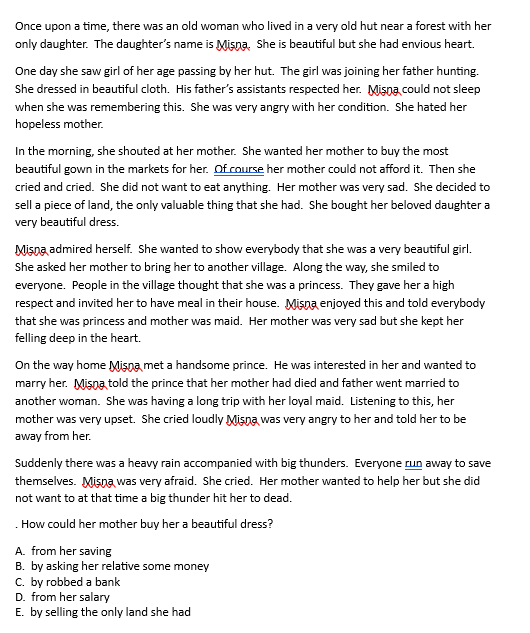 Once upon a time, there was an old woman who lived in a very old hut near a forest with her
only daughter. The daughter's name is Misna. She is beautiful but she had envious heart.
One day she saw girl of her age passing by her hut. The girl was joining her father hunting.
She dressed in beautiful cloth. His father's assistants respected her. Misna could not sleep
when she was remembering this. She was very angry with her condition. She hated her
hopeless mother.
In the morning, she shouted at her mother. She wanted her mother to buy the most
beautiful gown in the markets for her. Of course her mother could not afford it. Then she
cried and cried. She did not want to eat anything. Her mother was very sad. She decided to
sell a piece of land, the only valuable thing that she had. She bought her beloved daughter a
very beautiful dress.
Misna admired herself. She wanted to show everybody that she was a very beautiful girl.
She asked her mother to bring her to another village. Along the way, she smiled to
everyone. People in the village thought that she was a princess. They gave her a high
respect and invited her to have meal in their house. Misna enjoyed this and told everybody
that she was princess and mother was maid. Her mother was very sad but she kept her
felling deep in the heart.
On the way home Misna met a handsome prince. He was interested in her and wanted to
marry her. Misna told the prince that her mother had died and father went married to
another woman. She was having a long trip with her loyal maid. Listening to this, her
mother was very upset. She cried loudly Misna was very angry to her and told her to be
away from her.
Suddenly there was a heavy rain accompanied with big thunders. Everyone run away to save
themselves. Misna was very afraid. She cried. Her mother wanted to help her but she did
not want to at that time a big thunder hit her to dead.
. How could her mother buy her a beautiful dress?
A. from her saving
B. by asking her relative some money
C. by robbed a bank
D. from her salary
E. by selling the only land she had